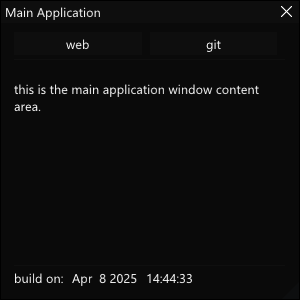 Main Application
web git
this is the main application window content
area.
build on: Apr  8 2025 14:44:33